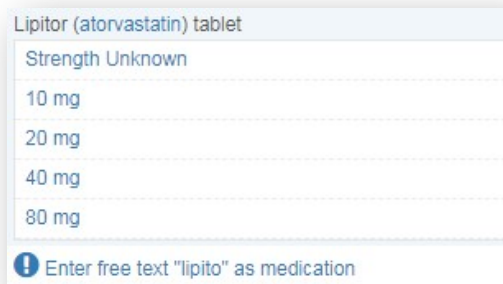 Lipitor (atorvastatin) tablet
Strength Unknown
10 mg
20 mg
40 mg
80 mg
Enter free text "lipito" as medication